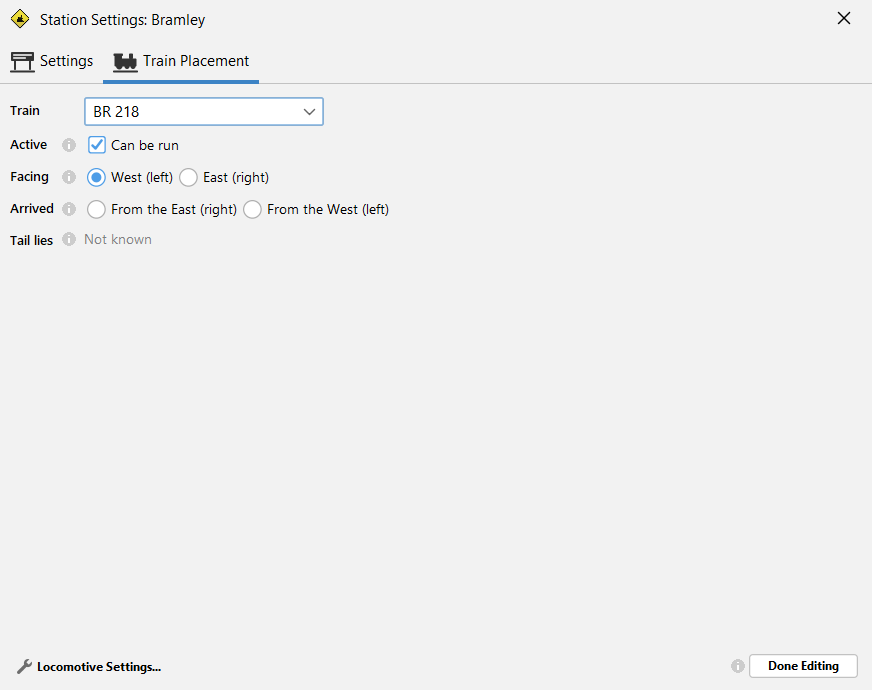 Station Settings: Bramley
Settings Train Placement
Train BR 218
Active Can be run
Facing West (left) East (right)
Arrived From the East (right) From the West (left)
Tail lies Not known
Locomotive Settings... Done Editing